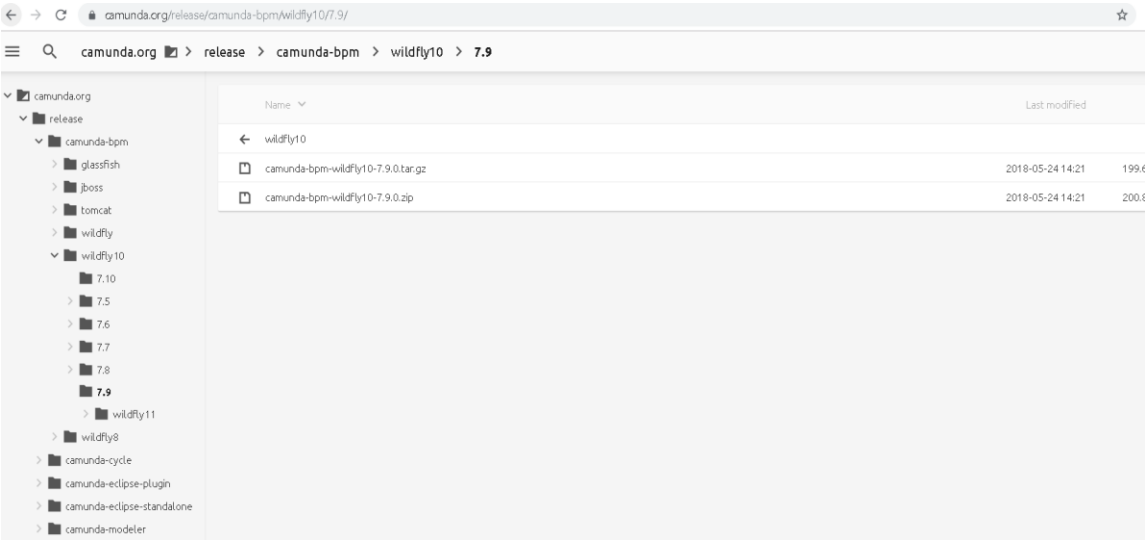 camunda.org/release/camunda-bpm/wildfly10/7.9/
camunda.org > release > camunda-bpm > wildfly10 > 7.9
camunda.org
release
camunda-bpm
glassfish
jboss
tomcat
wildfly
wildfly10
7.10
7.5
7.6
7.7
7.8
7.9
wildfly11
wildfly8
camunda-cycle
camunda-eclipse-plugin
camunda-eclipse-standalone
camunda-modeler
Name Last modified
wildfly10
camunda-bpm-wildfly10-7.9.0.tar.gz 2018-05-24 14:21 199.6
camunda-bpm-wildfly10-7.9.0.zip 2018-05-24 14:21 200.8